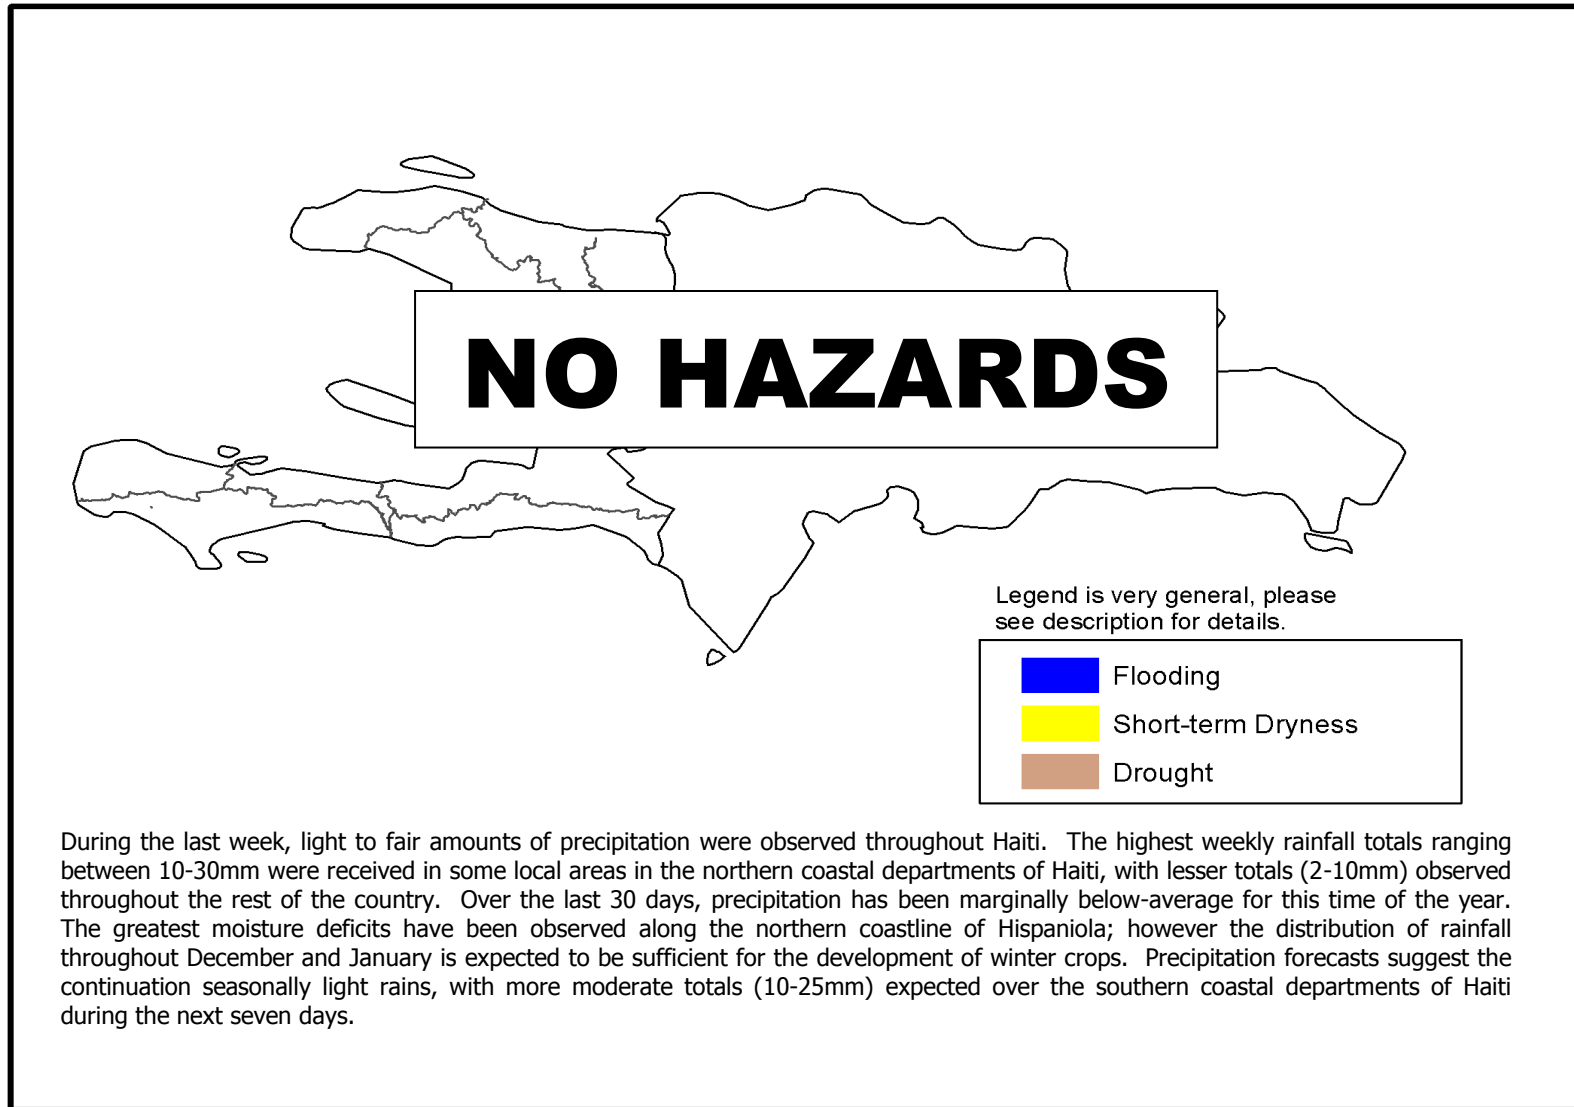 NO HAZARDS
Legend is very general, please
see description for details.
Flooding
Short-term Dryness
Drought
During the last week, light to fair amounts of precipitation were observed throughout Haiti. The highest weekly rainfall totals ranging
between 10-30mm were received in some local areas in the northern coastal departments of Haiti, with lesser totals (2-10mm) observed
throughout the rest of the country. Over the last 30 days, precipitation has been marginally below-average for this time of the year.
The greatest moisture deficits have been observed along the northern coastline of Hispaniola; however the distribution of rainfall
throughout December and January is expected to be sufficient for the development of winter crops. Precipitation forecasts suggest the
continuation seasonally light rains, with more moderate totals (10-25mm) expected over the southern coastal departments of Haiti
during the next seven days.